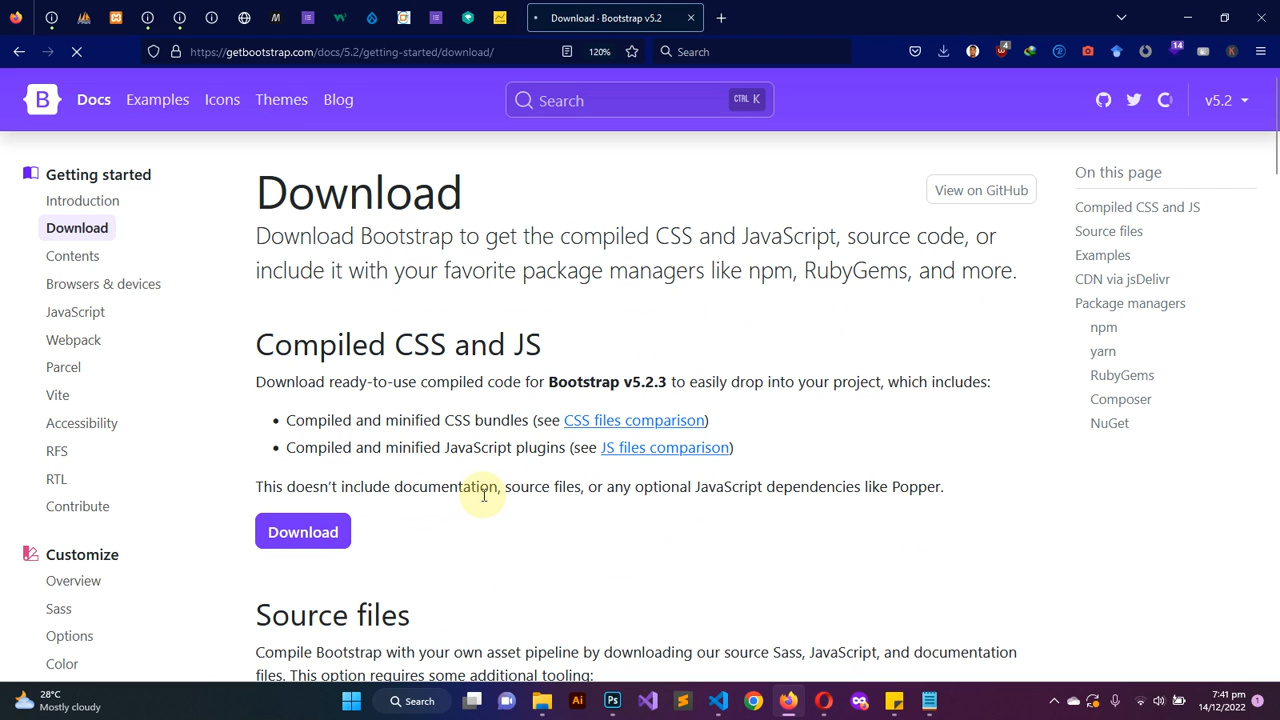 Download · Bootstrap v5.2
https://getbootstrap.com/docs/5.2/getting-started/download/
120%
Search
4
14
K
B
Docs
Examples
Icons
Themes
Blog
Search
CTRL K
v5.2
Getting started
Introduction
Download
Contents
Browsers & devices
JavaScript
Webpack
Parcel
Vite
Accessibility
RFS
RTL
Contribute
Customize
Overview
Sass
Options
Color
Download
View on GitHub
Download Bootstrap to get the compiled CSS and JavaScript, source code, or
include it with your favorite package managers like npm, RubyGems, and more.
Compiled CSS and JS
Download ready-to-use compiled code for Bootstrap v5.2.3 to easily drop into your project, which includes:
• Compiled and minified CSS bundles (see CSS files comparison)
• Compiled and minified JavaScript plugins (see JS files comparison)
This doesn't include documentation, source files, or any optional JavaScript dependencies like Popper.
Download
Source files
Compile Bootstrap with your own asset pipeline by downloading our source Sass, JavaScript, and documentation
files. This option requires some additional tooling:
On this page
Compiled CSS and JS
Source files
Examples
CDN via jsDelivr
Package managers
npm
yarn
RubyGems
Composer
NuGet
28°C
Mostly cloudy
Search
Ai
Ps
7:41 pm
14/12/2022
1